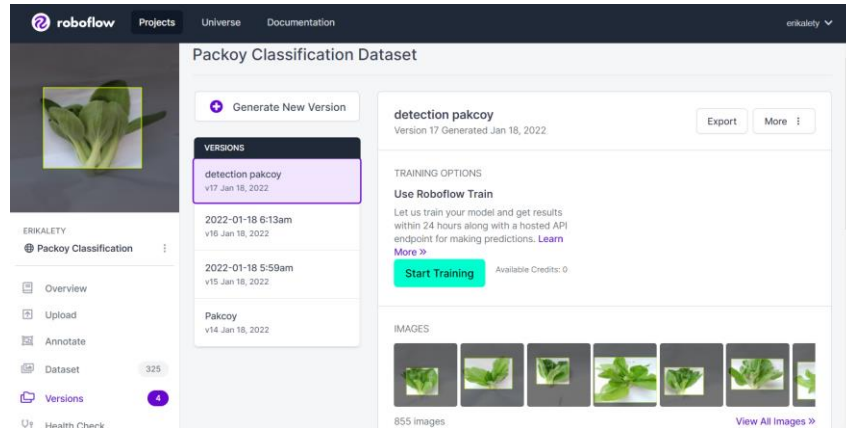 roboflow
Projects
Universe
Documentation
erikalety
Packoy Classification Dataset
Generate New Version
VERSIONS
detection pakcoy
v17 Jan 18, 2022
2022-01-18 6:13am
v16 Jan 18, 2022
2022-01-18 5:59am
v15 Jan 18, 2022
Pakcoy
v14 Jan 18, 2022
ERIKALETY
Packoy Classification
Overview
Upload
Annotate
Dataset 325
Versions 4
Health Check
detection pakcoy
Version 17 Generated Jan 18, 2022
Export
More
TRAINING OPTIONS
Use Roboflow Train
Let us train your model and get results
within 24 hours along with a hosted API
endpoint for making predictions. Learn
More »
Start Training
Available Credits: 0
IMAGES
855 images
View All Images »